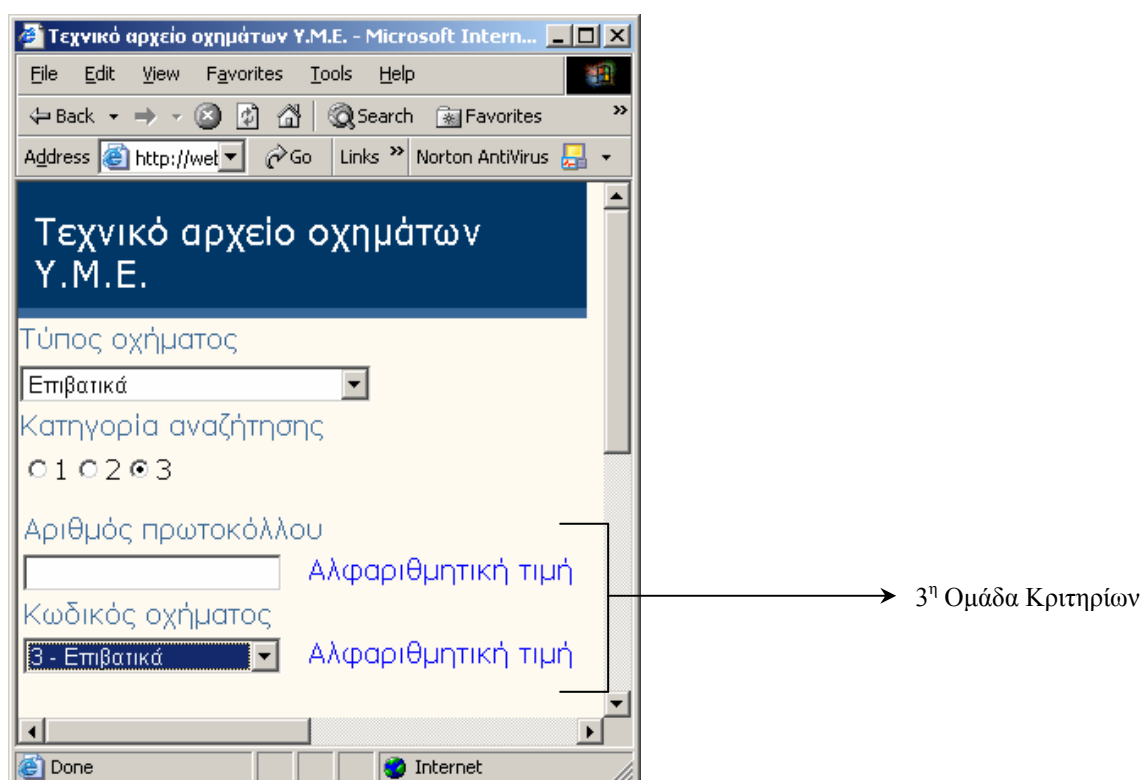 Τεχνικό αρχείο οχημάτων Υ.Μ.Ε. - Microsoft Intern...
File Edit View Favorites Tools Help
Back Search Favorites »
Address http://wet Go Links » Norton AntiVirus
Τεχνικό αρχείο οχημάτων
Υ.Μ.Ε.
Τύπος οχήματος
Επιβατικά
Κατηγορία αναζήτησης
1 2 3
Αριθμός πρωτοκόλλου
Αλφαριθμητική τιμή
Κωδικός οχήματος
3 - Επιβατικά Αλφαριθμητική τιμή
3η Ομάδα Κριτηρίων
Done Internet